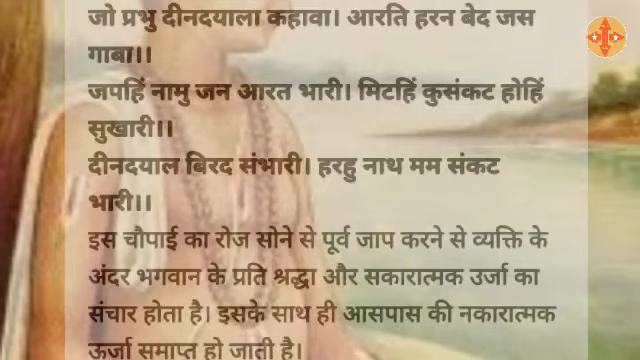 जो प्रभु दीनदयाला कहावा। आरति हरन बेद जस
गाबा।।
जपहिं नामु जन आरत भारी। मिटहिं कुसंकट होहिं
सुखारी।।
दीनदयाल बिरद संभारी। हरहु नाथ मम संकट
भारी।।
इस चौपाई का रोज सोने से पूर्व जाप करने से व्यक्ति के
अंदर भगवान के प्रति श्रद्धा और सकारात्मक उर्जा का
संचार होता है। इसके साथ ही आसपास की नकारात्मक
ऊर्जा समाप्त हो जाती है।